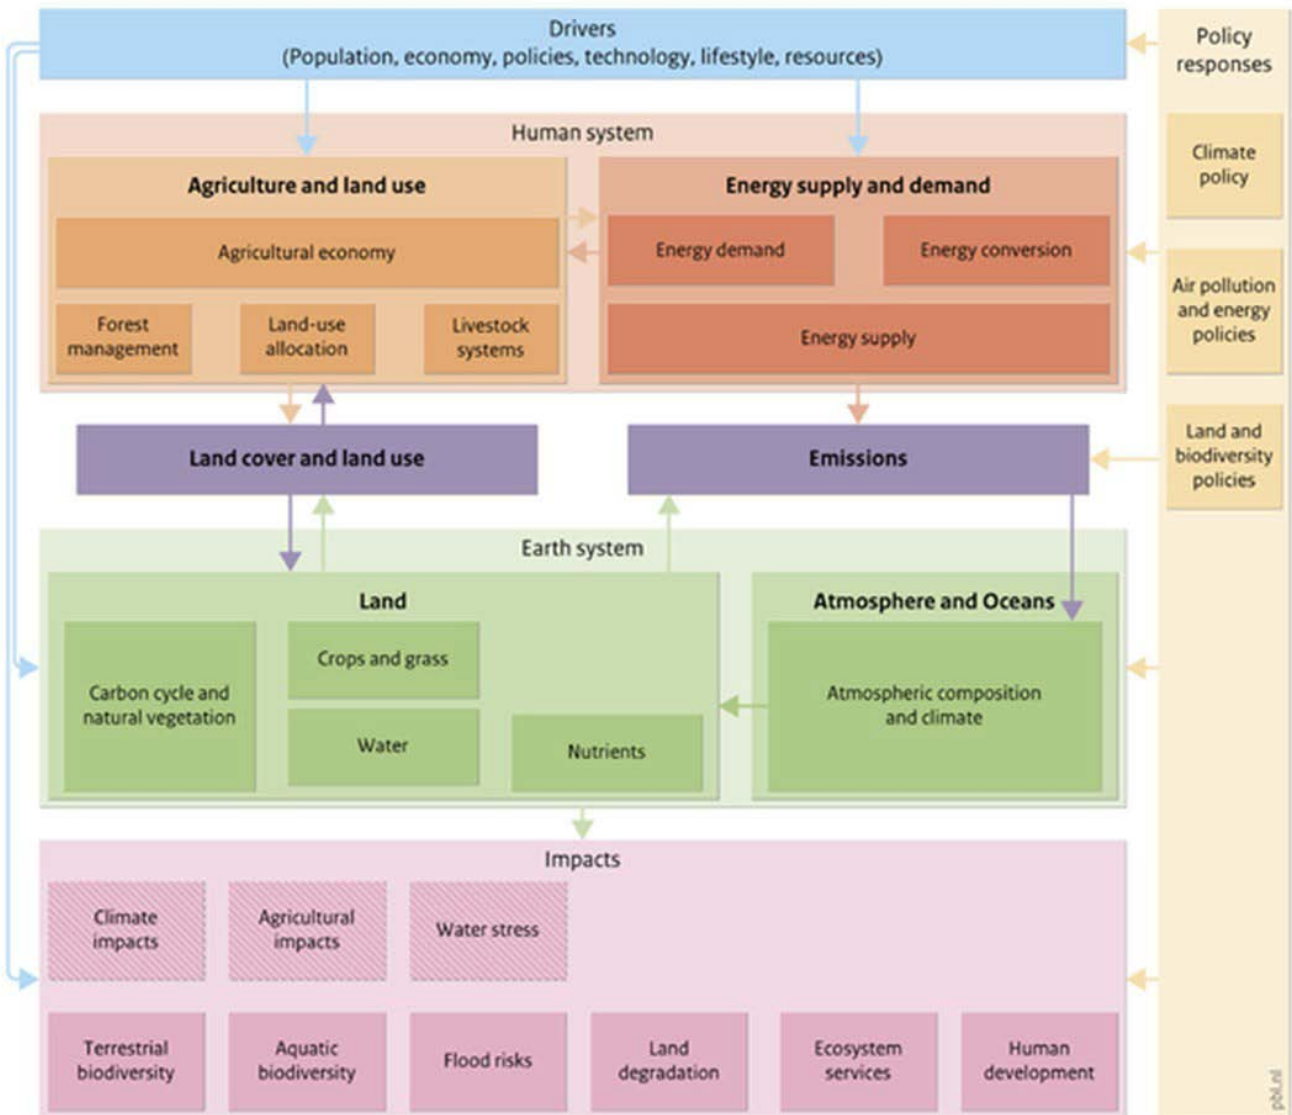 Drivers
(Population, economy, policies, technology, lifestyle, resources)
Policy
responses
Human system
Agriculture and land use
Agricultural economy
Forest
management
Land-use
allocation
Livestock
systems
Energy supply and demand
Energy demand
Energy conversion
Energy supply
Climate
policy
Air pollution
and energy
policies
Land and
biodiversity
policies
Land cover and land use
Emissions
Earth system
Land
Carbon cycle and
natural vegetation
Crops and grass
Water
Nutrients
Atmosphere and Oceans
Atmospheric composition
and climate
Impacts
Climate
impacts
Agricultural
impacts
Water stress
Terrestrial
biodiversity
Aquatic
biodiversity
Flood risks
Land
degradation
Ecosystem
services
Human
development
pbl.nl